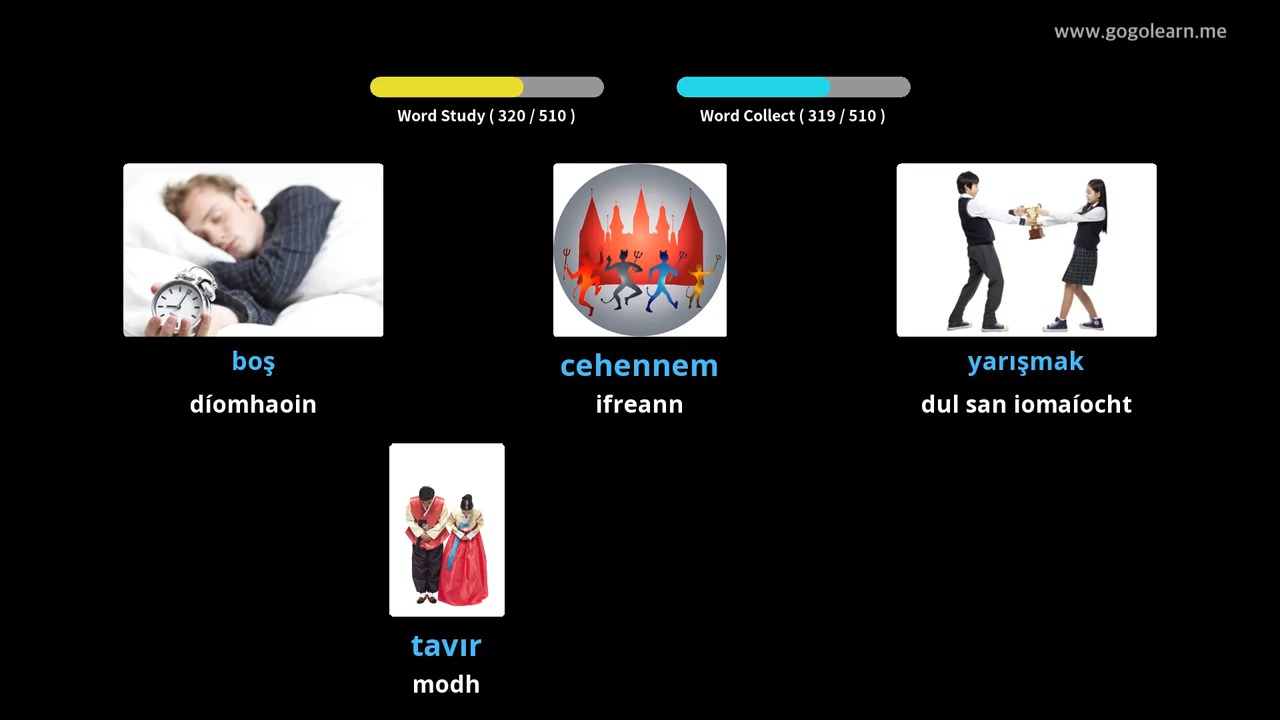 www.gogolearn.me
Word Study ( 320 / 510 )
Word Collect ( 319 / 510 )
boş
cehennem
yarışmak
díomhaoin
ifreann
dul san iomaíocht
tavır
modh